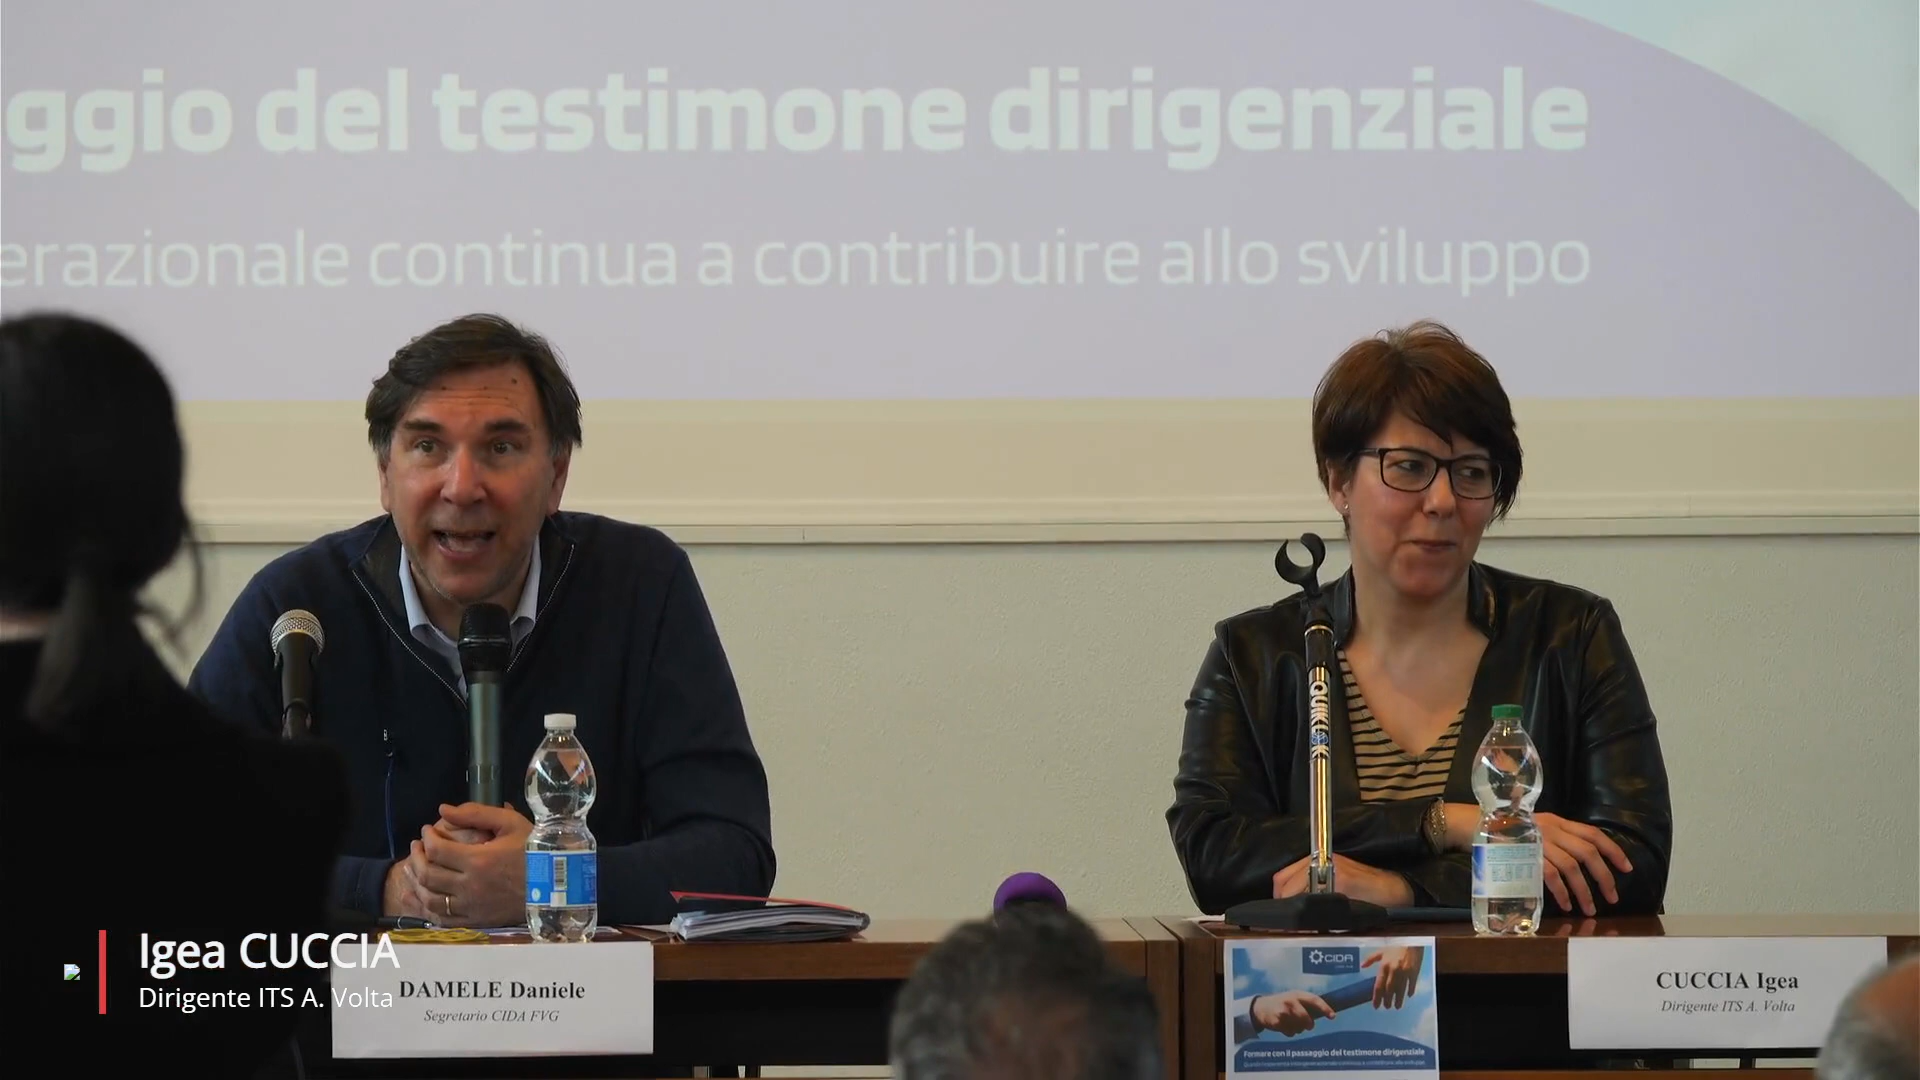 ggio del testimone dirigenziale
erazionale continua a contribuire allo sviluppo
QUIKLOK
Igea CUCCIA
Dirigente ITS A. Volta
DAMELE Daniele
Segretario CIDA FVG
CIDA
Formare con il passaggio del testimone dirigenziale
CUCCIA Igea
Dirigente ITS A. Volta